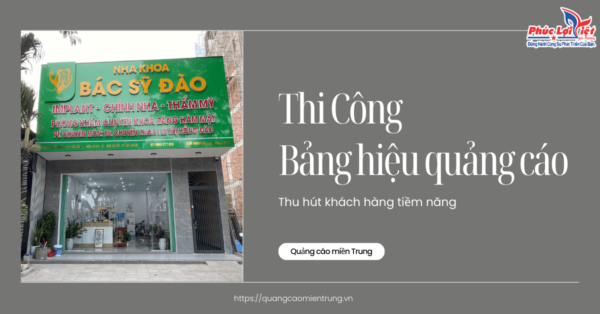 Phúc Lợi Việt
Đồng Hành Cùng Sự Phát Triển Của Bạn
NHA KHOA
BÁC SỸ ĐÀO
IMPLANT - CHỈNH NHA - THẨM MỸ
Thi Công
Bảng hiệu quảng cáo
Thu hút khách hàng tiềm năng
Quảng cáo miền Trung
https://quangcaomientrung.vn